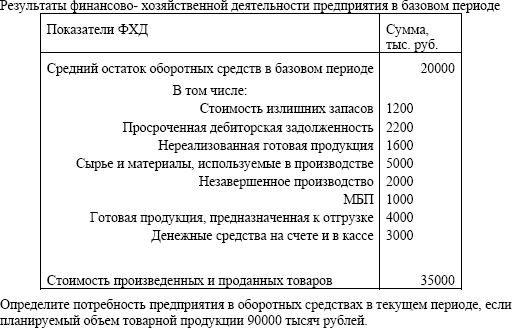 Результаты финансово- хозяйственной деятельности предприятия в базовом периоде
Показатели ФХД Сумма,
тыс. руб.
Средний остаток оборотных средств в базовом периоде 20000
В том числе:
Стоимость излишних запасов 1200
Просроченная дебиторская задолженность 2200
Нереализованная готовая продукция 1600
Сырье и материалы, используемые в производстве 5000
Незавершенное производство 2000
МБП 1000
Готовая продукция, предназначенная к отгрузке 4000
Денежные средства на счете и в кассе 3000
Стоимость произведенных и проданных товаров 35000
Определите потребность предприятия в оборотных средствах в текущем периоде, если
планируемый объем товарной продукции 90000 тысяч рублей.